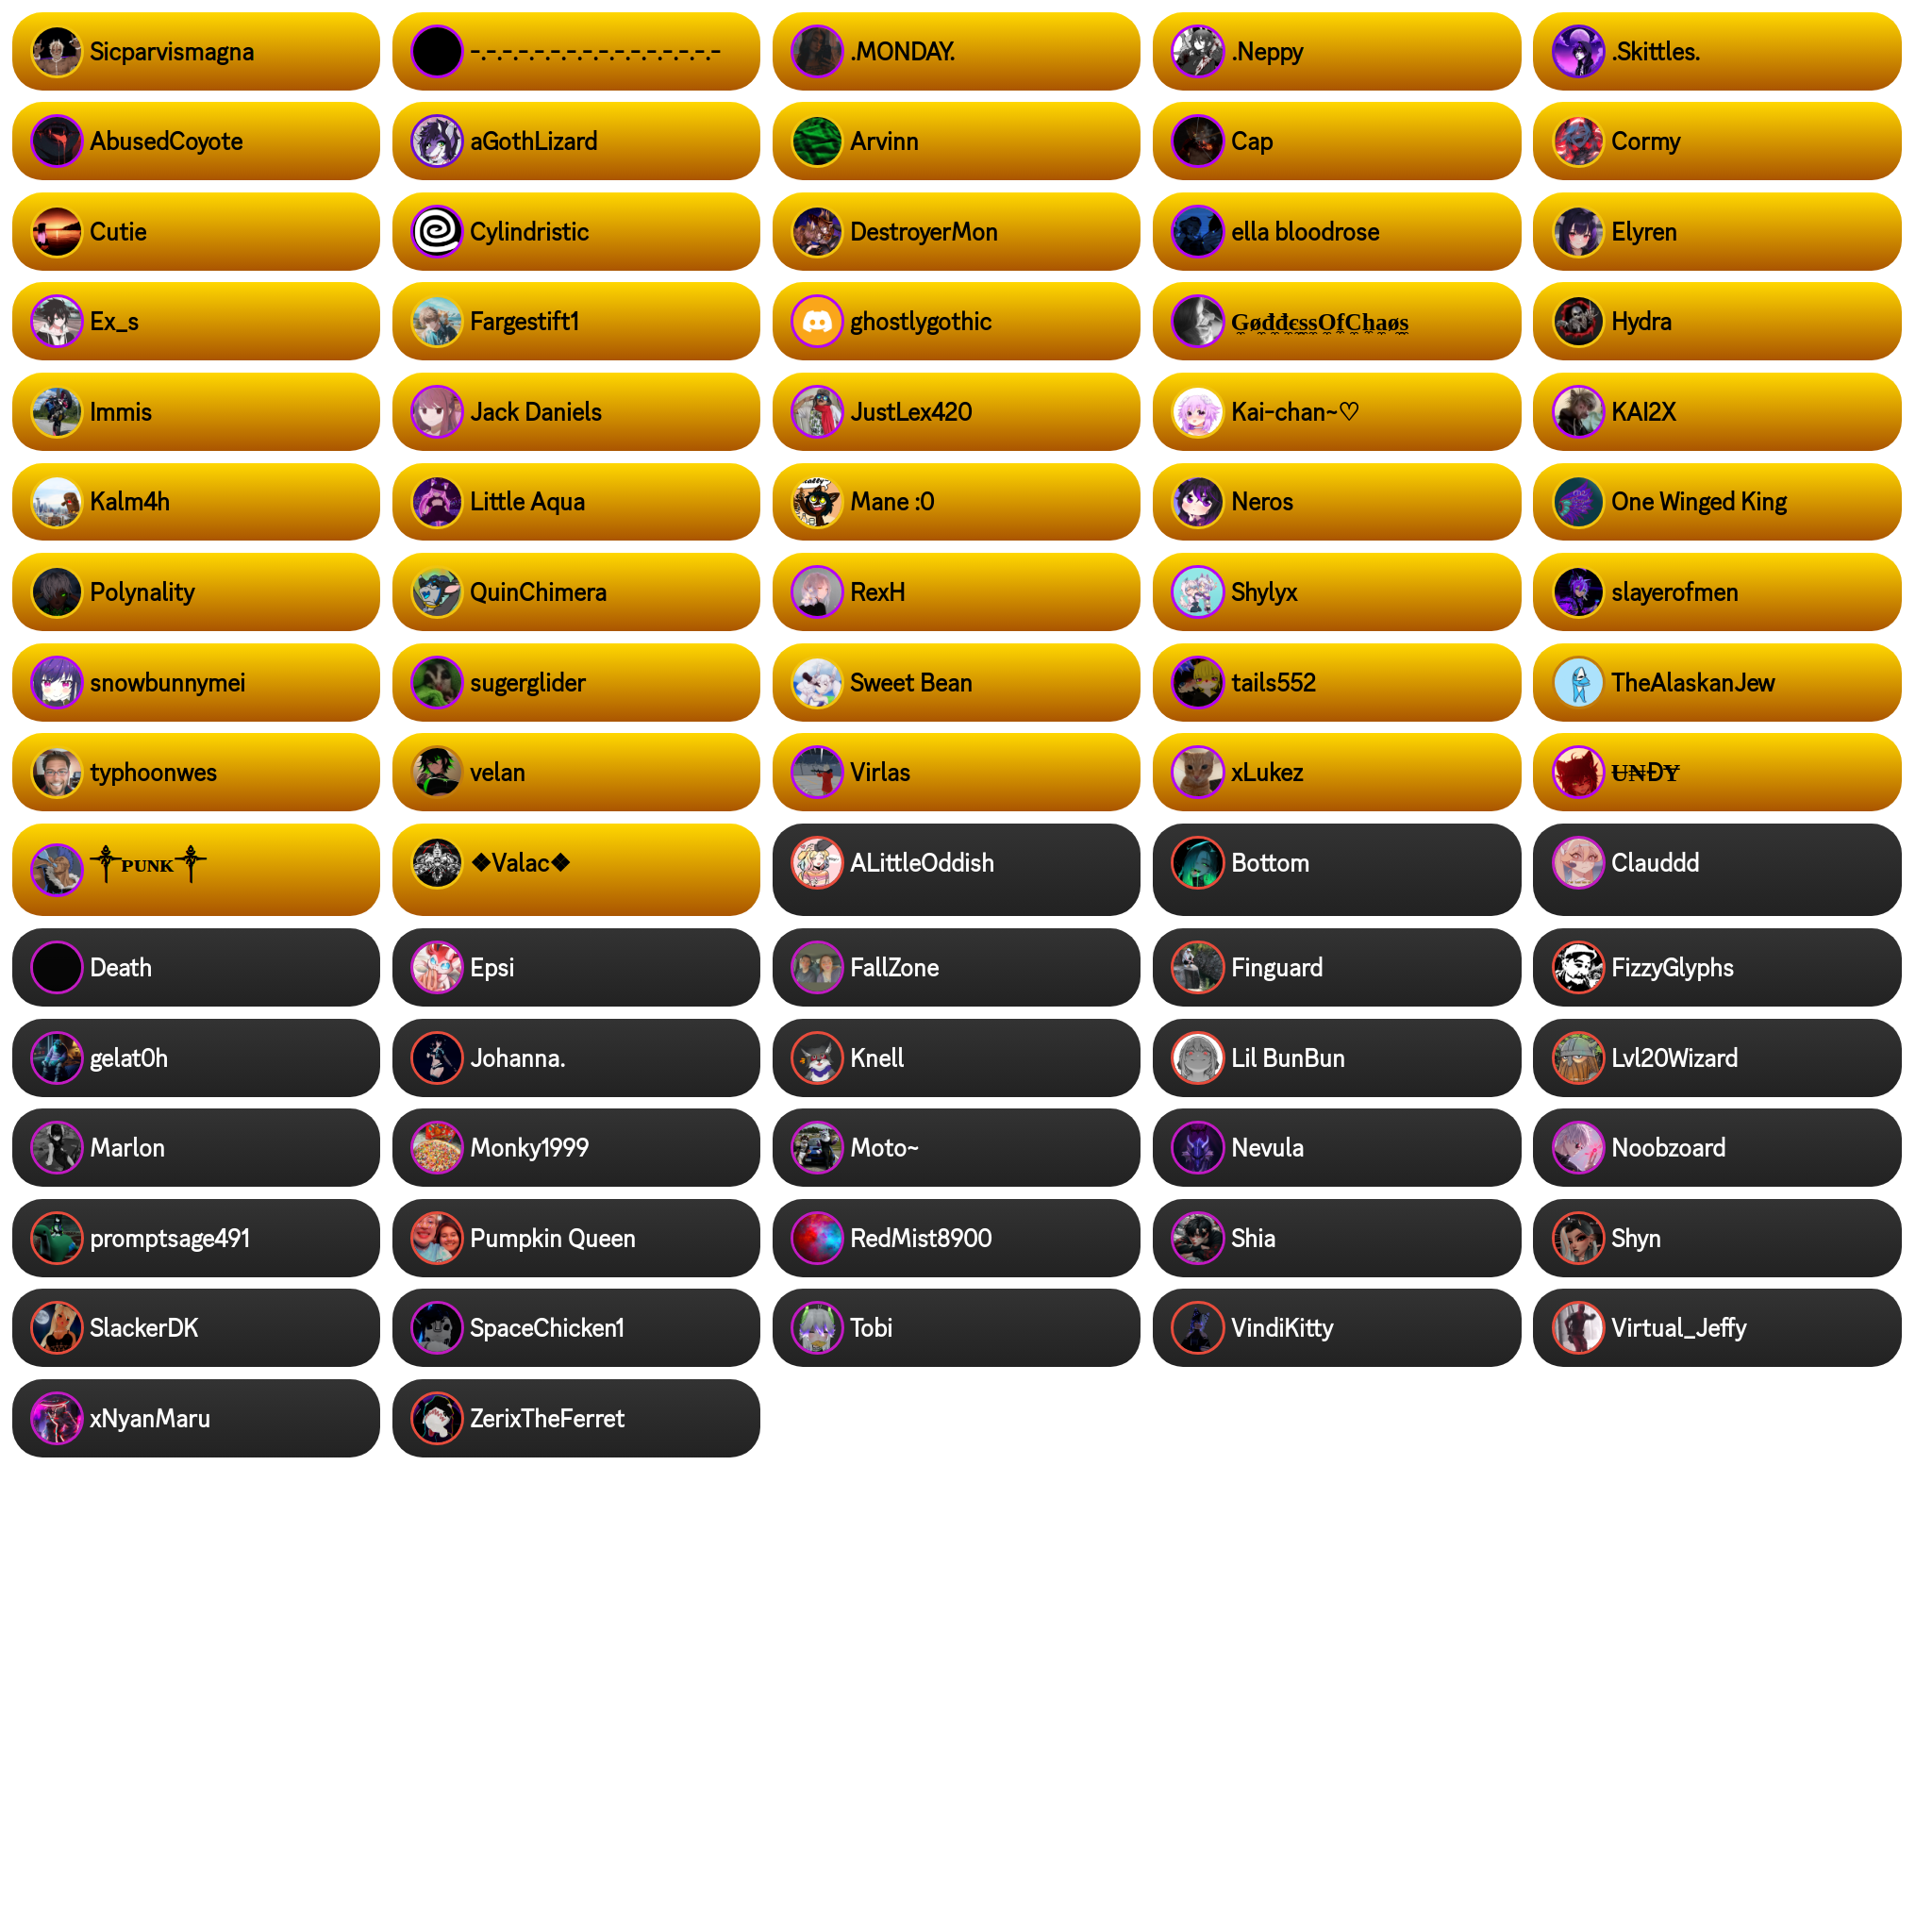 Sicparvismagna
-.-.-.-.-.-.-.-.-.-.-.-.-.-.-.-
.MONDAY.
.Neppy
.Skittles.
AbusedCoyote
aGothLizard
Arvinn
Cap
Cormy
Cutie
Cylindristic
DestroyerMon
ella bloodrose
Elyren
Ex_s
Fargestift1
ghostlygothic
G̰ø̰đ̰đ̰є̰s̰s̰O̰f̰C̰h̰a̰ø̰s̰
Hydra
Immis
Jack Daniels
JustLex420
Kai-chan~♡
KAI2X
Kalm4h
Little Aqua
Mane :0
Neros
One Winged King
Polynality
QuinChimera
RexH
Shylyx
slayerofmen
snowbunnymei
sugerglider
Sweet Bean
tails552
TheAlaskanJew
typhoonwes
velan
Virlas
xLukez
U̶N̶ĐY̶
༒ᴘᴜɴᴋ༒
❖Valac❖
ALittleOddish
Bottom
Clauddd
Death
Epsi
FallZone
Finguard
FizzyGlyphs
gelat0h
Johanna.
Knell
Lil BunBun
Lvl20Wizard
Marlon
Monky1999
Moto~
Nevula
Noobzoard
promptsage491
Pumpkin Queen
RedMist8900
Shia
Shyn
SlackerDK
SpaceChicken1
Tobi
VindiKitty
Virtual_Jeffy
xNyanMaru
ZerixTheFerret